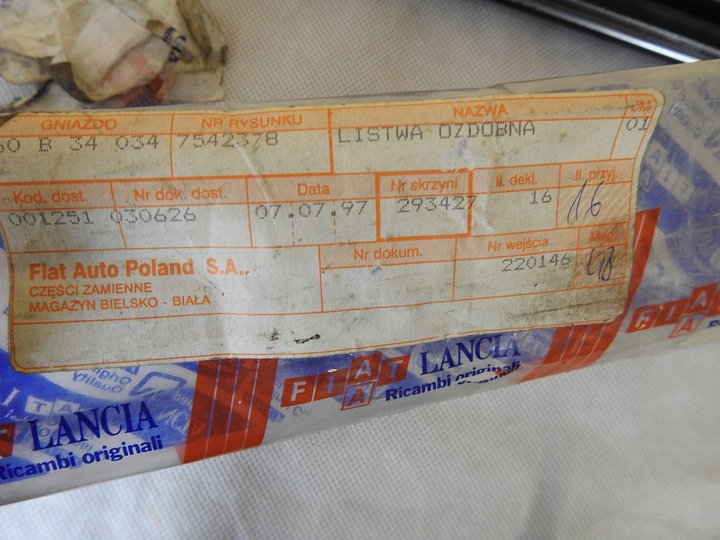 GNIAZDO NR RYSUNKU NAZWA
B 34 034 7542378 LISTWA OZDOBNA 01
Kod. dost. Nr dok. dost. Data Nr skrzyni Il. dekl. Il. przyj.
001251 030626 07.07.97 293427 16 16
Fiat Auto Poland S.A.
CZĘŚCI ZAMIENNE
MAGAZYN BIELSKO - BIAŁA
Nr dokum. Nr wejścia
220146
FIAT LANCIA
Ricambi originali
LANCIA
Ricambi originali
FIA